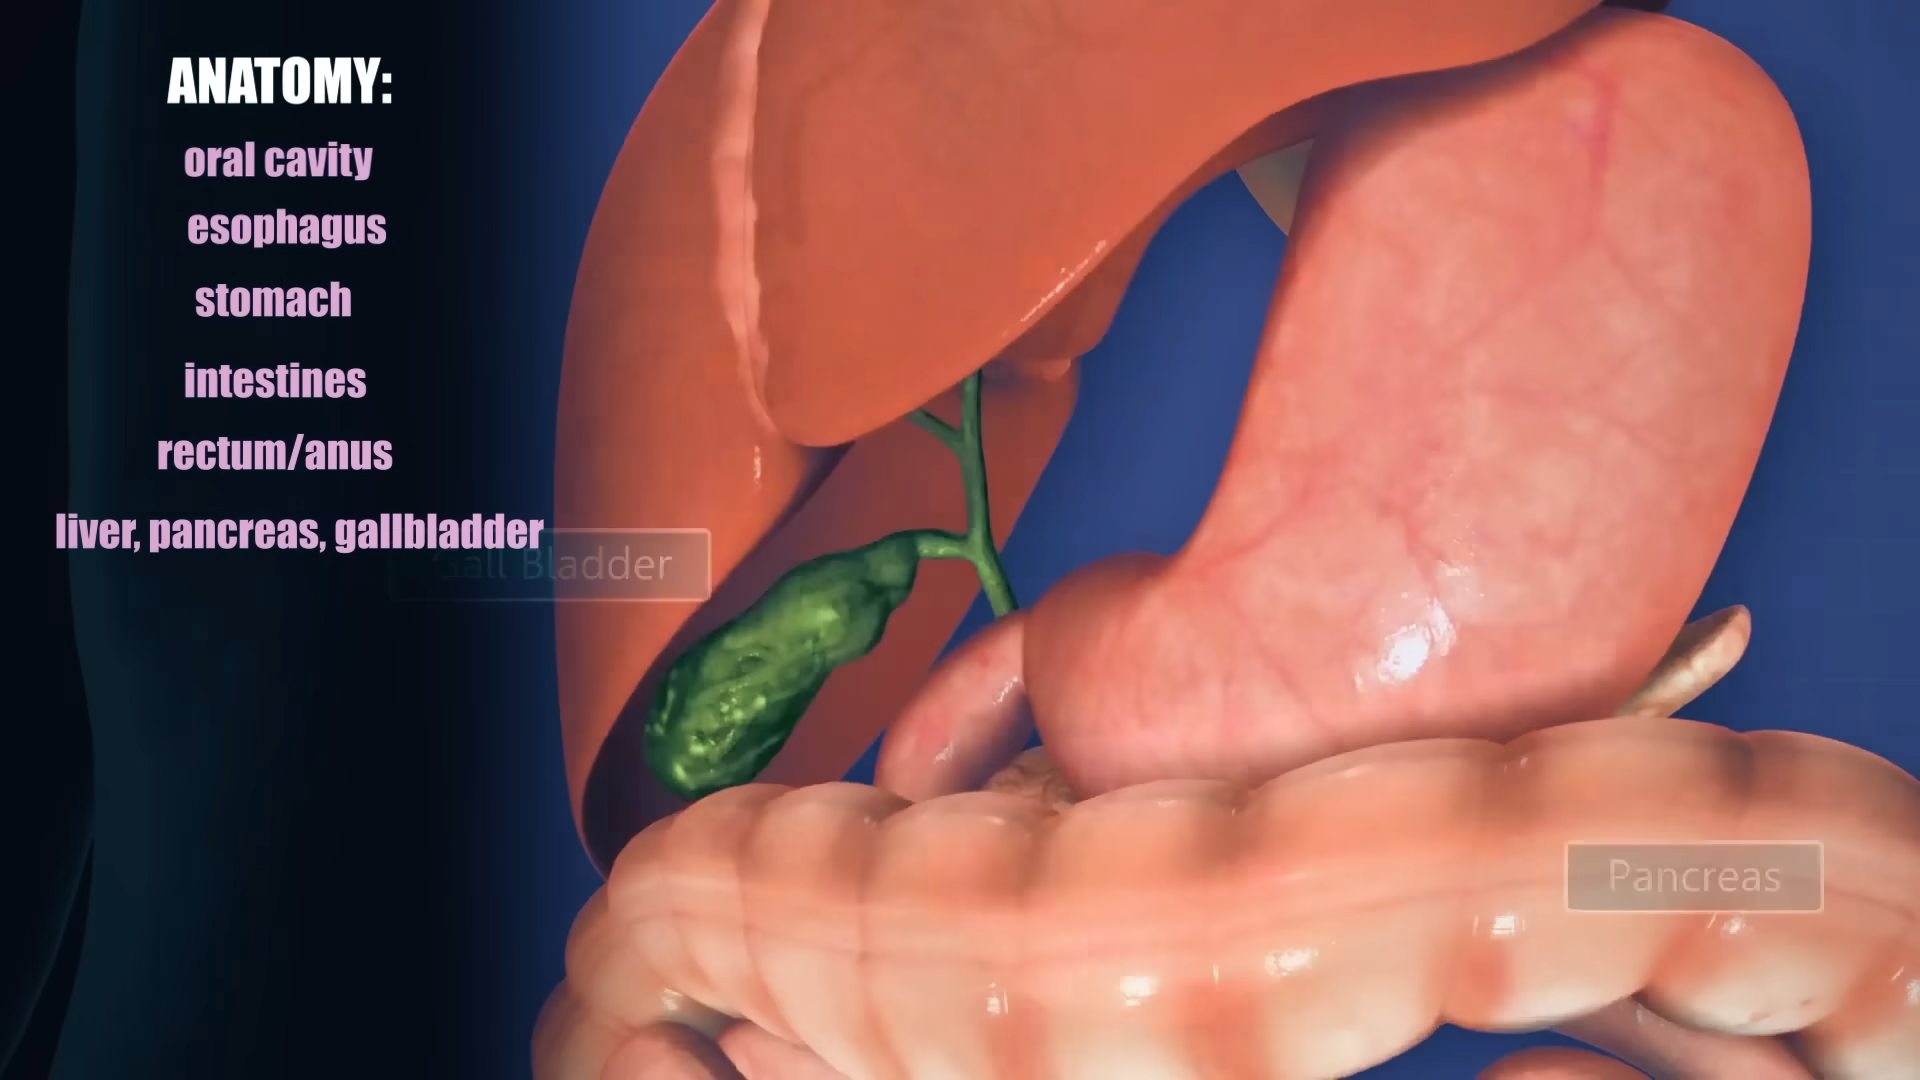 ANATOMY:
oral cavity
esophagus
stomach
intestines
rectum/anus
liver, pancreas, gallbladder
Gall Bladder
Pancreas